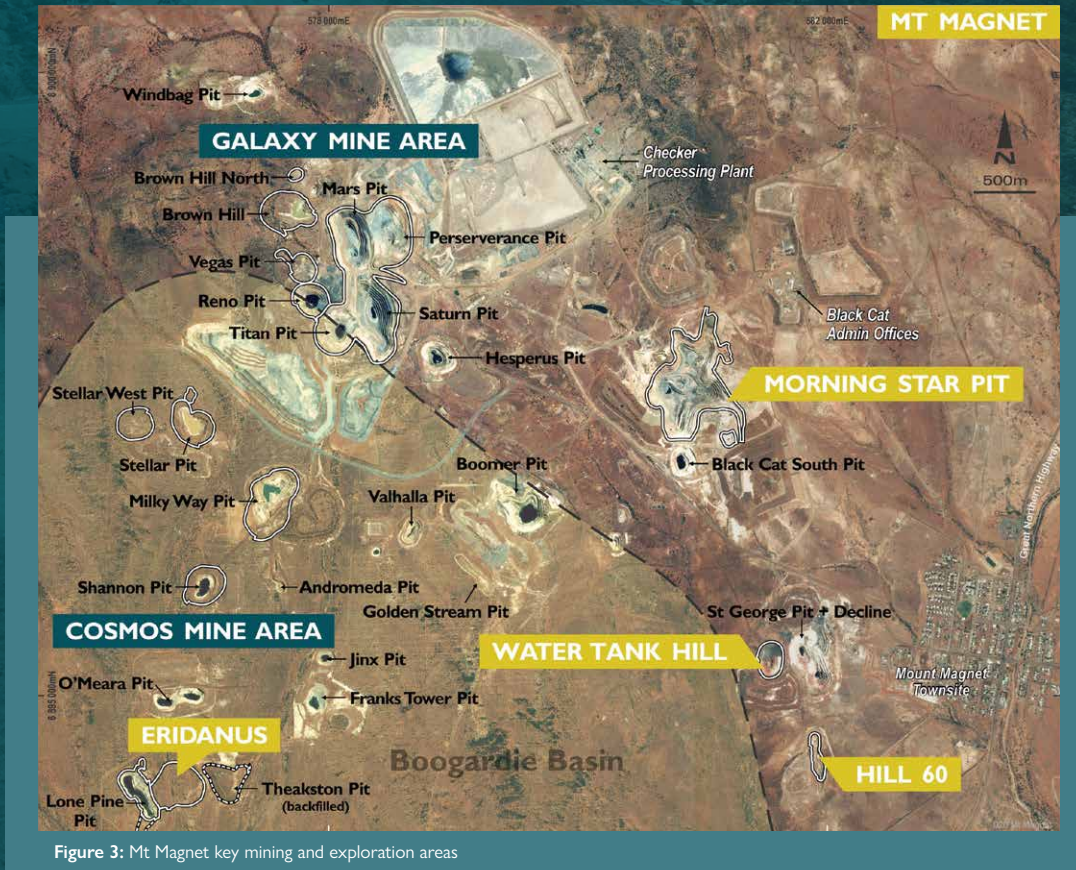 578 000mE
582 000mE
MT MAGNET
Windbag Pit
GALAXY MINE AREA
Checker
Processing Plant
N
500m
Brown Hill North
Mars Pit
Brown Hill
Perserverance Pit
Vegas Pit
Reno Pit
Saturn Pit
Titan Pit
Black Cat
Admin Offices
Hesperus Pit
MORNING STAR PIT
Stellar West Pit
Stellar Pit
Boomer Pit
Black Cat South Pit
Milky Way Pit
Valhalla Pit
Great Northern Highway
Shannon Pit
Andromeda Pit
Golden Stream Pit
St George Pit + Decline
COSMOS MINE AREA
WATER TANK HILL
Jinx Pit
Mount Magnet
Townsite
O'Meara Pit
Franks Tower Pit
6 895 000mN
ERIDANUS
Boogardie Basin
HILL 60
Theakston Pit
(backfilled)
Lone Pine
Pit
Figure 3: Mt Magnet key mining and exploration areas